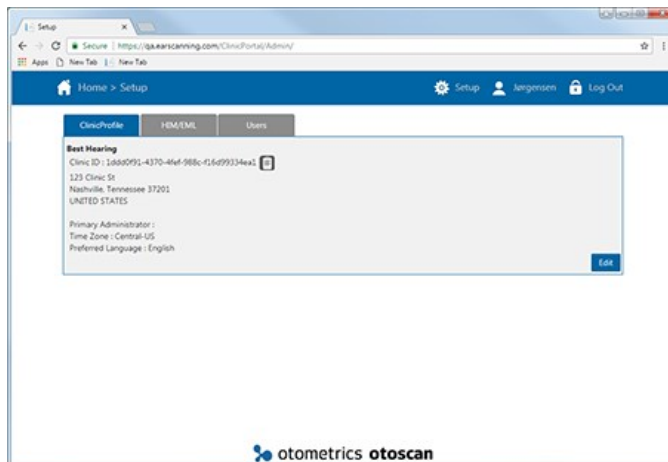 Setup
Secure | https://qa.earscanning.com/ClinicPortal/Admin/
Apps New Tab New Tab
Home > Setup Setup Jørgensen Log Out
ClinicProfile HIM/EML Users
Best Hearing
Clinic ID : 1ddd0f91-4370-4fef-988c-f16d99334ea1
123 Clinic St
Nashville, Tennessee 37201
UNITED STATES
Primary Administrator :
Time Zone : Central-US
Preferred Language : English
Edit
otometrics otoscan